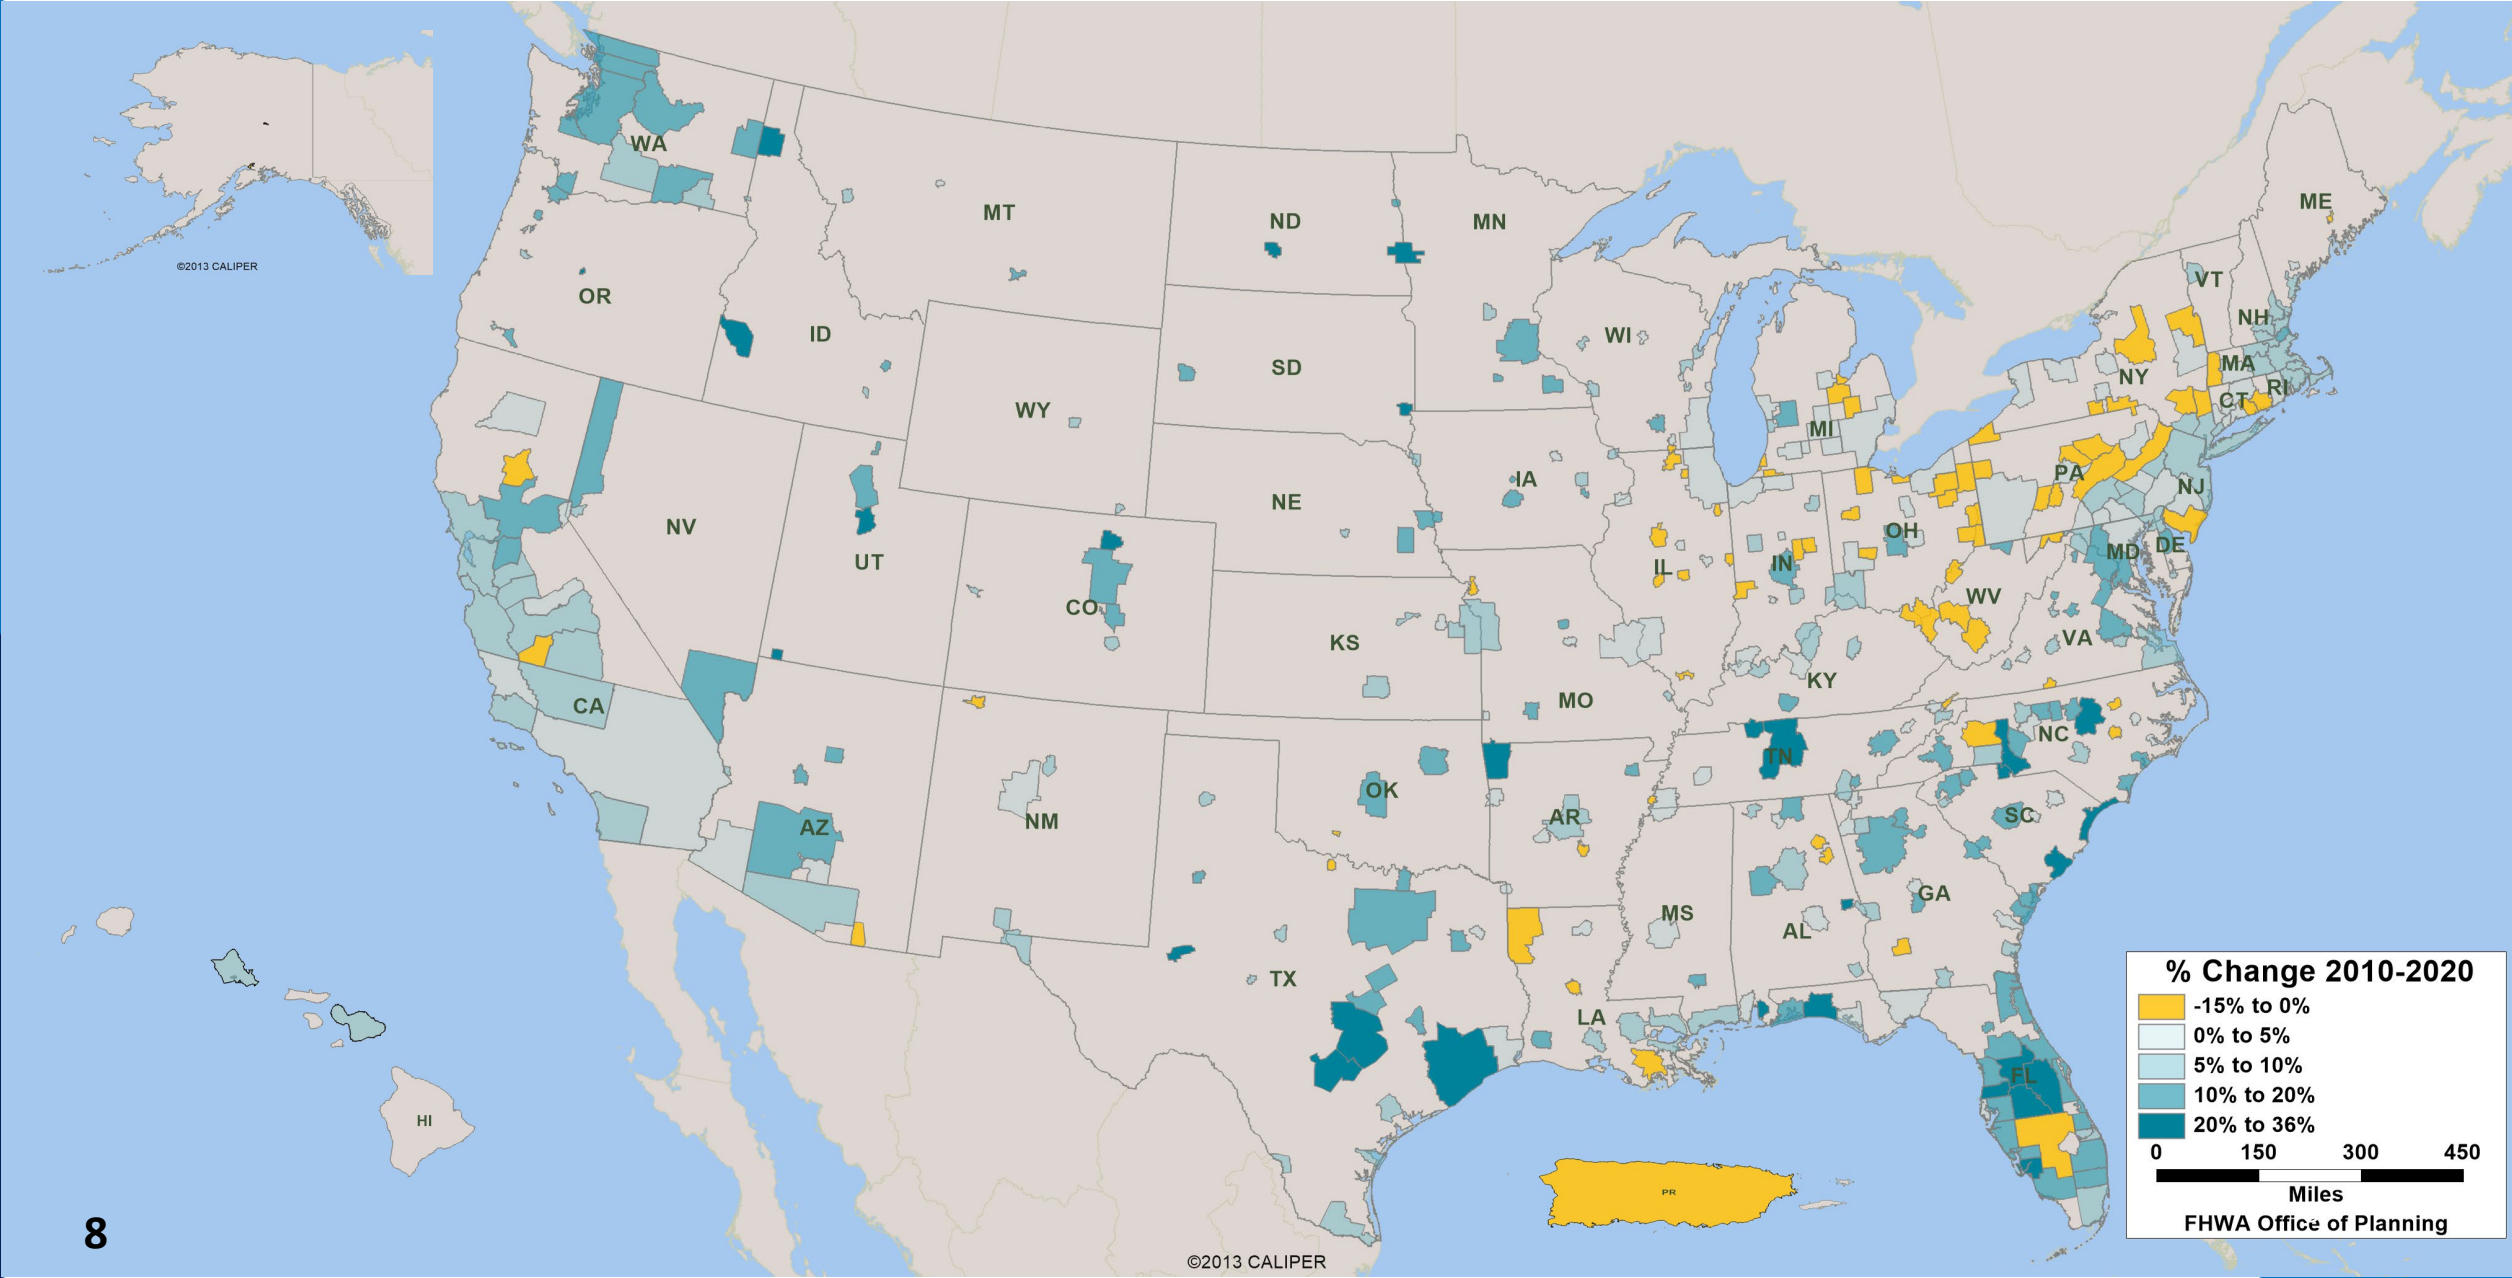 WA
MT
ND
MN
ME
©2013 CALIPER
OR
ID
SD
WI
VT
NH
WY
NY
MA
CT
RI
MI
NV
UT
NE
IA
PA
NJ
OH
IL
IN
MD
DE
CO
WV
KS
VA
CA
MO
KY
NC
TN
OK
AZ
NM
AR
SC
MS
AL
GA
TX
LA
FL
HI
PR
% Change 2010-2020
-15% to 0%
0% to 5%
5% to 10%
10% to 20%
20% to 36%
0 150 300 450
Miles
FHWA Office of Planning
8
©2013 CALIPER